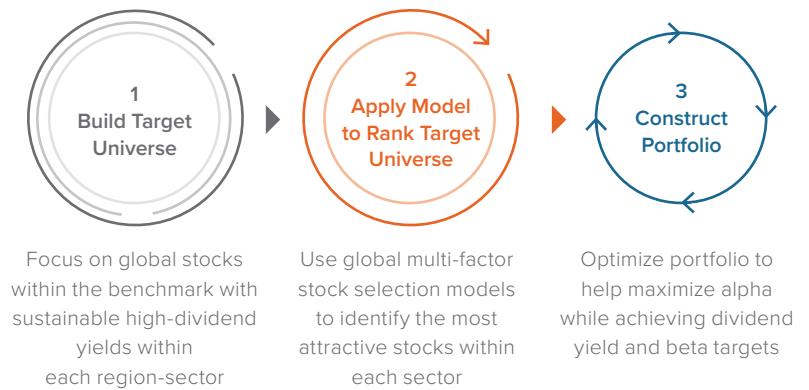 1
Build Target
Universe
2
Apply Model
to Rank Target
Universe
3
Construct
Portfolio
Focus on global stocks
within the benchmark with
sustainable high-dividend
yields within
each region-sector
Use global multi-factor
stock selection models
to identify the most
attractive stocks within
each sector
Optimize portfolio to
help maximize alpha
while achieving dividend
yield and beta targets